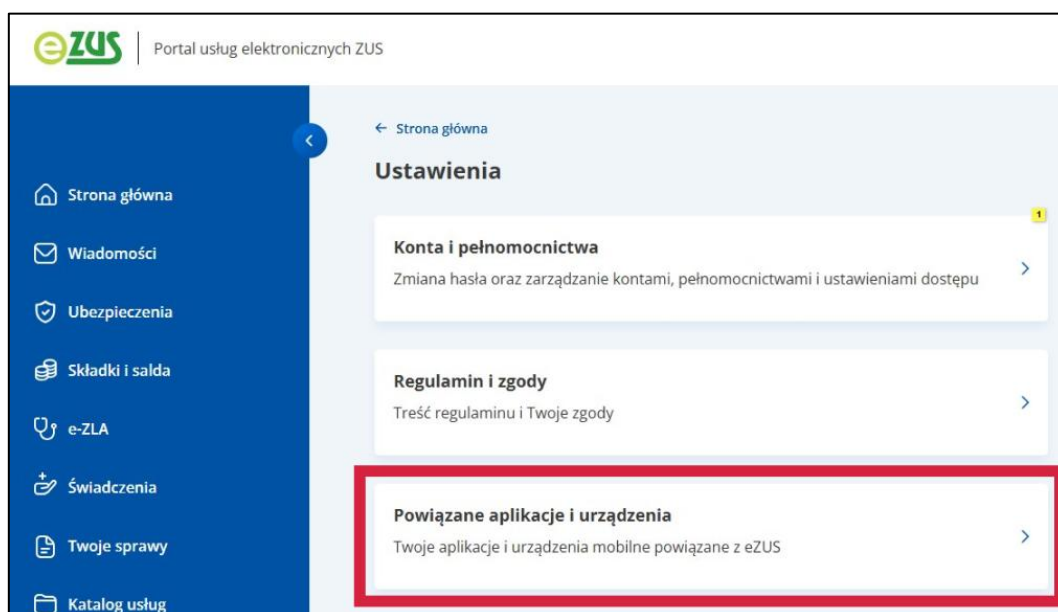 eZUS
Portal usług elektronicznych ZUS
Strona główna
Wiadomości
Ubezpieczenia
Składki i salda
e-ZLA
Świadczenia
Twoje sprawy
Katalog usług
← Strona główna
Ustawienia
1
Konta i pełnomocnictwa
Zmiana hasła oraz zarządzanie kontami, pełnomocnictwami i ustawieniami dostępu
Regulamin i zgody
Treść regulaminu i Twoje zgody
Powiązane aplikacje i urządzenia
Twoje aplikacje i urządzenia mobilne powiązane z eZUS